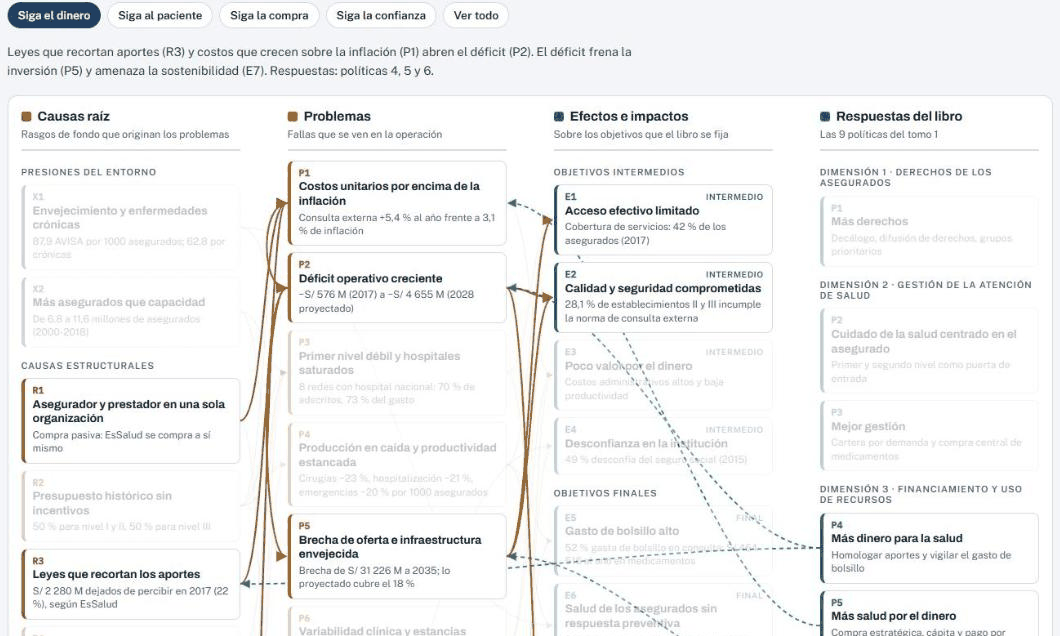 Siga el dinero
Siga al paciente
Siga la compra
Siga la confianza
Ver todo
Leyes que recortan aportes (R3) y costos que crecen sobre la inflación (P1) abren el déficit (P2). El déficit frena la
inversión (P5) y amenaza la sostenibilidad (E7). Respuestas: políticas 4, 5 y 6.
Causas raíz
Rasgos de fondo que originan los problemas
PRESIONES DEL ENTORNO
X1
Envejecimiento y enfermedades
crónicas
87,9 AVISA por 1000 asegurados; 62,8 por
crónicas
X2
Más asegurados que capacidad
De 6,8 a 11,6 millones de asegurados
(2000-2018)
CAUSAS ESTRUCTURALES
R1
Asegurador y prestador en una sola
organización
Compra pasiva: EsSalud se compra a sí
mismo
R2
Presupuesto histórico sin
incentivos
50 % para nivel I y II, 50 % para nivel III
R3
Leyes que recortan los aportes
S/ 2 280 M dejados de percibir en 2017 (22
%), según EsSalud
Problemas
Fallas que se ven en la operación
P1
Costos unitarios por encima de la
inflación
Consulta externa +5,4 % al año frente a 3,1
% de inflación
P2
Déficit operativo creciente
−S/ 576 M (2017) a −S/ 4 655 M (2028
proyectado)
P3
Primer nivel débil y hospitales
saturados
8 redes con hospital nacional: 70 % de
adscritos, 73 % del gasto
P4
Producción en caída y productividad
estancada
Cirugías −23 %, hospitalización −21 %,
emergencias −20 % por 1000 asegurados
P5
Brecha de oferta e infraestructura
envejecida
Brecha de S/ 31 226 M a 2035; lo
proyectado cubre el 18 %
P6
Variabilidad clínica y estancias
Efectos e impactos
Sobre los objetivos que el libro se fija
OBJETIVOS INTERMEDIOS
E1 INTERMEDIO
Acceso efectivo limitado
Cobertura de servicios: 42 % de los
asegurados (2017)
E2 INTERMEDIO
Calidad y seguridad comprometidas
28,1 % de establecimientos II y III incumple
la norma de consulta externa
E3 INTERMEDIO
Poco valor por el dinero
Costos administrativos altos y baja
productividad
E4 INTERMEDIO
Desconfianza en la institución
49 % desconfía del seguro social (2015)
OBJETIVOS FINALES
E5 FINAL
Gasto de bolsillo alto
52 % gasta de bolsillo en
año en medicamentos
E6 FINAL
Salud de los asegurados sin
respuesta preventiva
Respuestas del libro
Las 9 políticas del tomo 1
DIMENSIÓN 1 · DERECHOS DE LOS
ASEGURADOS
P1
Más derechos
Decálogo, difusión de derechos, grupos
prioritarios
DIMENSIÓN 2 · GESTIÓN DE LA ATENCIÓN
DE SALUD
P2
Cuidado de la salud centrado en el
asegurado
Primer y segundo nivel como puerta de
entrada
P3
Mejor gestión
Cartera por demanda y compra central de
medicamentos
DIMENSIÓN 3 · FINANCIAMIENTO Y USO
DE RECURSOS
P4
Más dinero para la salud
Homologar aportes y vigilar el gasto de
bolsillo
P5
Más salud por el dinero
Compra estratégica, cápita y pago por